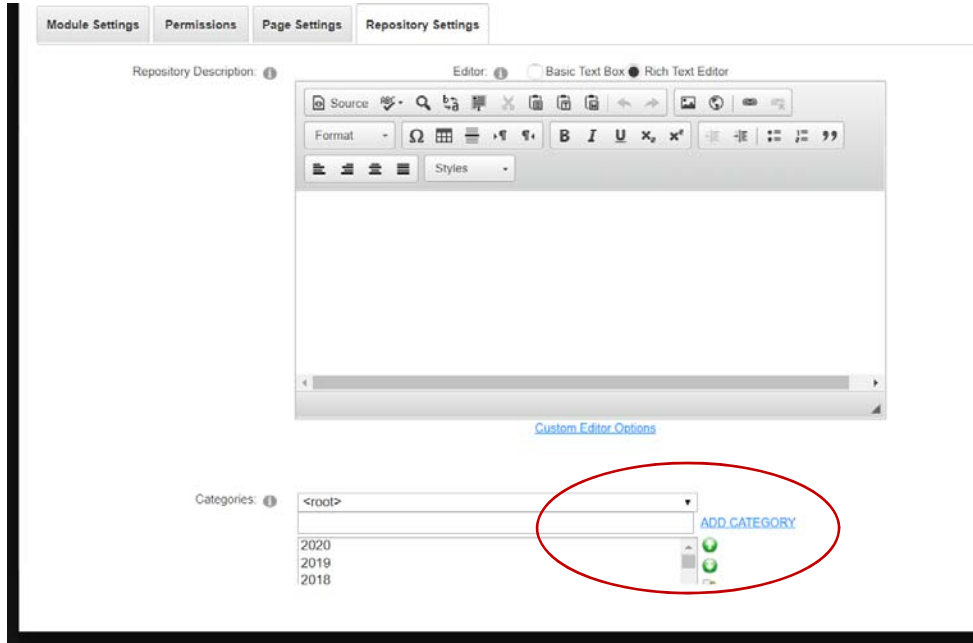 Module Settings Permissions Page Settings Repository Settings
Repository Description: Editor: Basic Text Box Rich Text Editor
Source
Format B I U
Styles
Custom Editor Options
Categories: <root>
ADD CATEGORY
2020
2019
2018